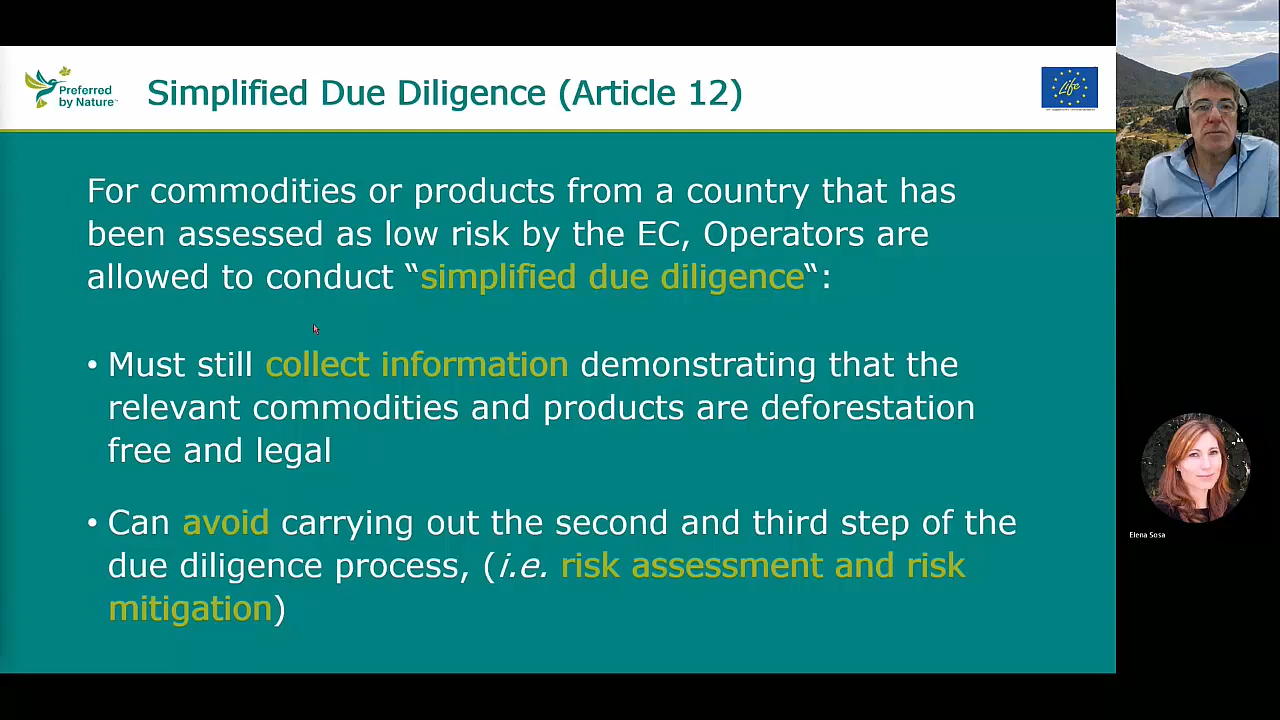 Preferred
by Nature™
Simplified Due Diligence (Article 12)
Life
For commodities or products from a country that has
been assessed as low risk by the EC, Operators are
allowed to conduct “simplified due diligence“:
• Must still collect information demonstrating that the
relevant commodities and products are deforestation
free and legal
• Can avoid carrying out the second and third step of the
due diligence process, (i.e. risk assessment and risk
mitigation)
Elena Sosa